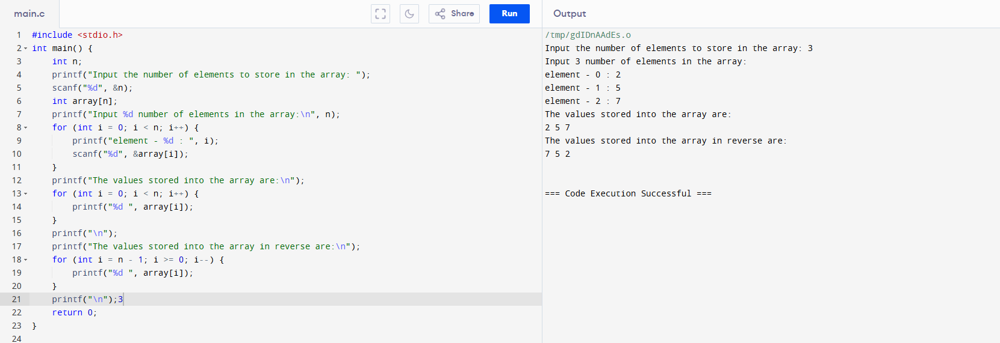 main.c
Share
Run
Output
1 #include <stdio.h>
2 int main() {
3     int n;
4     printf("Input the number of elements to store in the array: ");
5     scanf("%d", &n);
6     int array[n];
7     printf("Input %d number of elements in the array:\n", n);
8     for (int i = 0; i < n; i++) {
9         printf("element - %d : ", i);
10         scanf("%d", &array[i]);
11     }
12     printf("The values stored into the array are:\n");
13     for (int i = 0; i < n; i++) {
14         printf("%d ", array[i]);
15     }
16     printf("\n");
17     printf("The values stored into the array in reverse are:\n");
18     for (int i = n - 1; i >= 0; i--) {
19         printf("%d ", array[i]);
20     }
21     printf("\n");3
22     return 0;
23 }
24
/tmp/gdIDnAAdEs.o
Input the number of elements to store in the array: 3
Input 3 number of elements in the array:
element - 0 : 2
element - 1 : 5
element - 2 : 7
The values stored into the array are:
2 5 7
The values stored into the array in reverse are:
7 5 2
=== Code Execution Successful ===